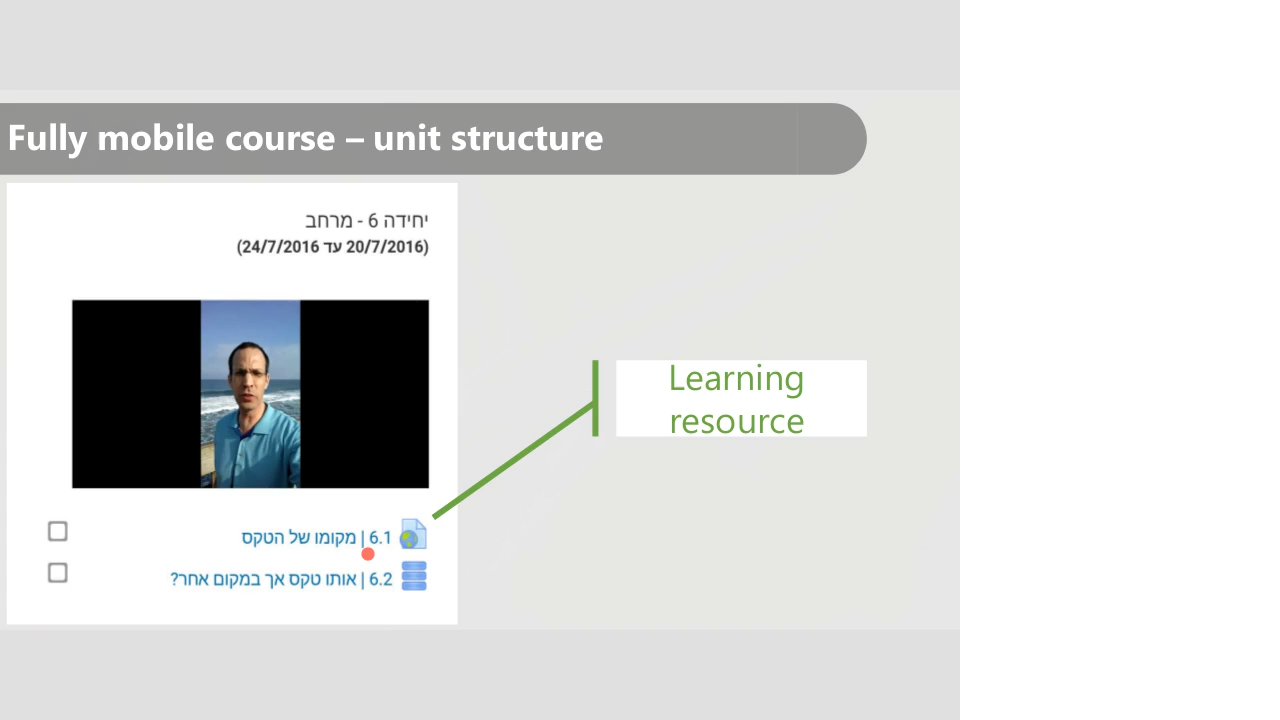 Fully mobile course – unit structure
יחידה 6 - מרחב
(20/7/2016 עד 24/7/2016)
Learning
resource
6.1 | מקומו של הטקס
6.2 | אותו טקס אך במקום אחר?